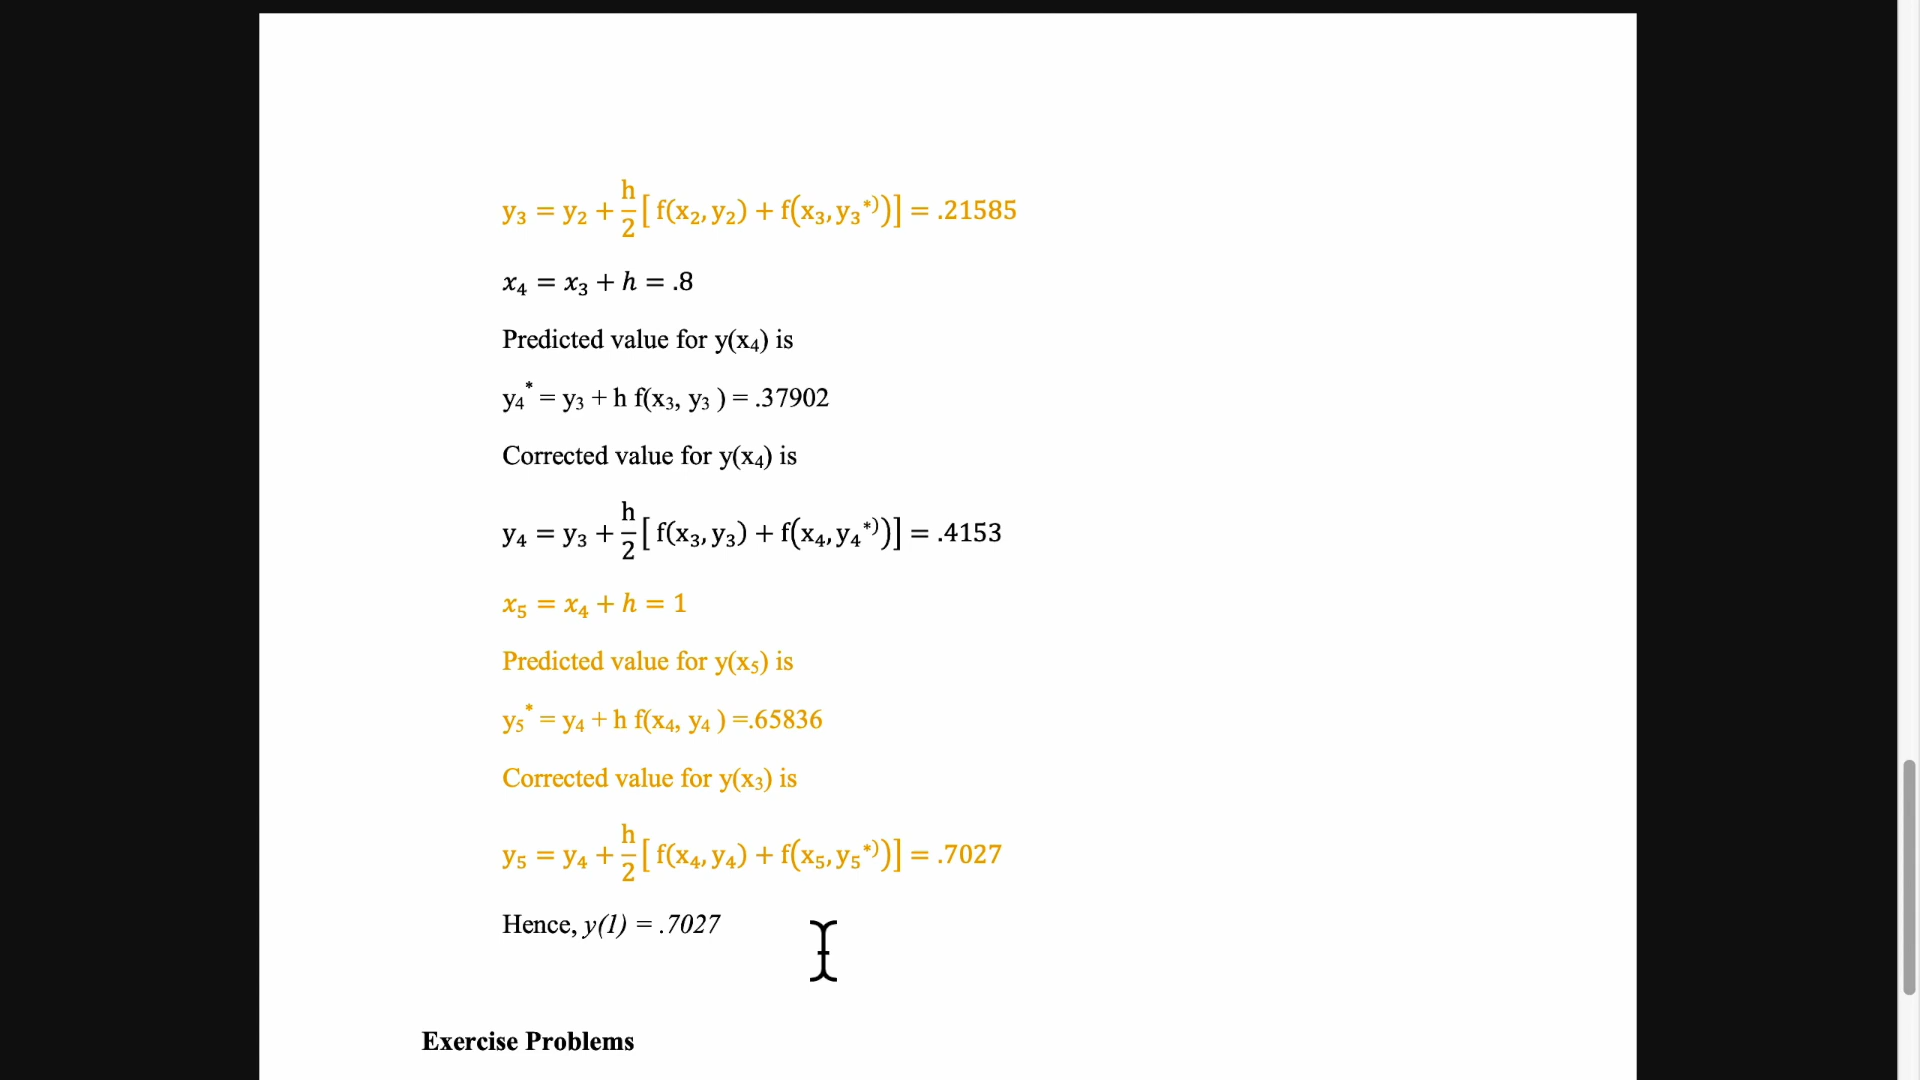 y₃ = y₂ + h/2 [ f(x₂, y₂) + f(x₃, y₃*⁾)] = .21585
x₄ = x₃ + h = .8
Predicted value for y(x₄) is
y₄* = y₃ + h f(x₃, y₃ ) = .37902
Corrected value for y(x₄) is
y₄ = y₃ + h/2 [ f(x₃, y₃) + f(x₄, y₄*⁾)] = .4153
x₅ = x₄ + h = 1
Predicted value for y(x₅) is
y₅* = y₄ + h f(x₄, y₄ ) =.65836
Corrected value for y(x₃) is
y₅ = y₄ + h/2 [ f(x₄, y₄) + f(x₅, y₅*⁾)] = .7027
Hence, y(1) = .7027
Exercise Problems